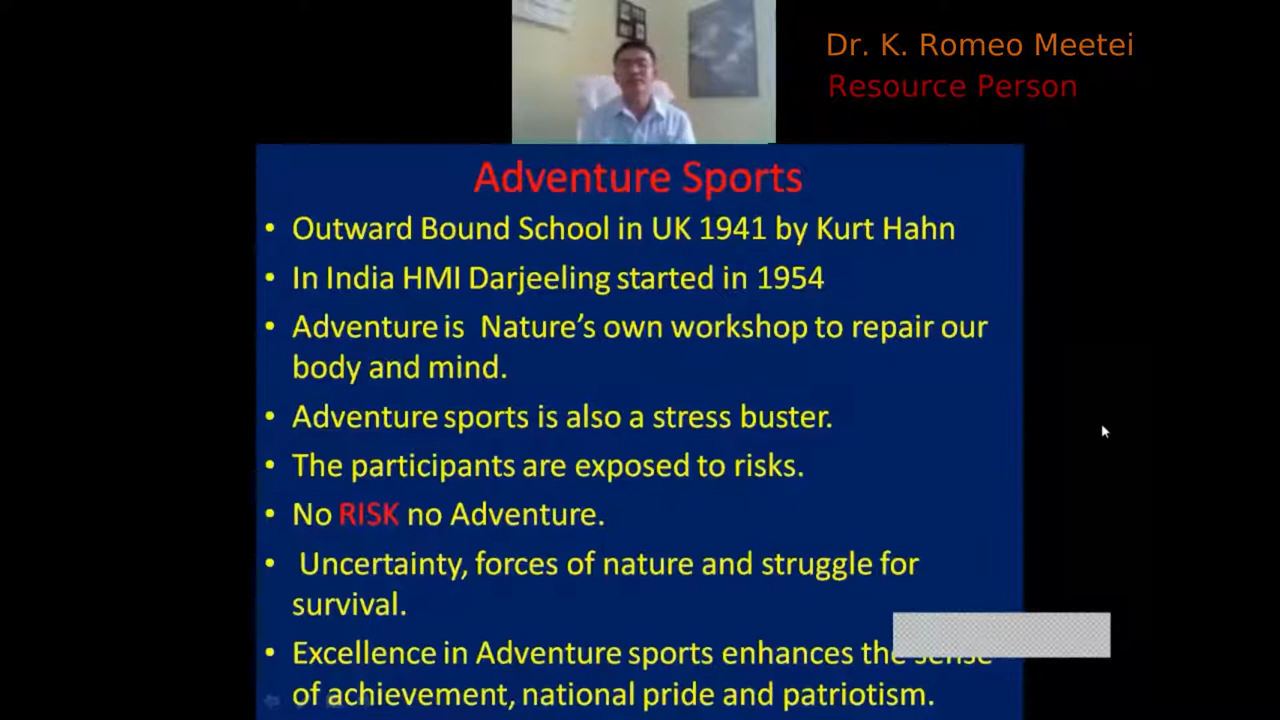 Dr. K. Romeo Meetei
Resource Person
Adventure Sports
• Outward Bound School in UK 1941 by Kurt Hahn
• In India HMI Darjeeling started in 1954
• Adventure is Nature's own workshop to repair our
body and mind.
• Adventure sports is also a stress buster.
• The participants are exposed to risks.
• No RISK no Adventure.
• Uncertainty, forces of nature and struggle for
survival.
• Excellence in Adventure sports enhances the sense
of achievement, national pride and patriotism.